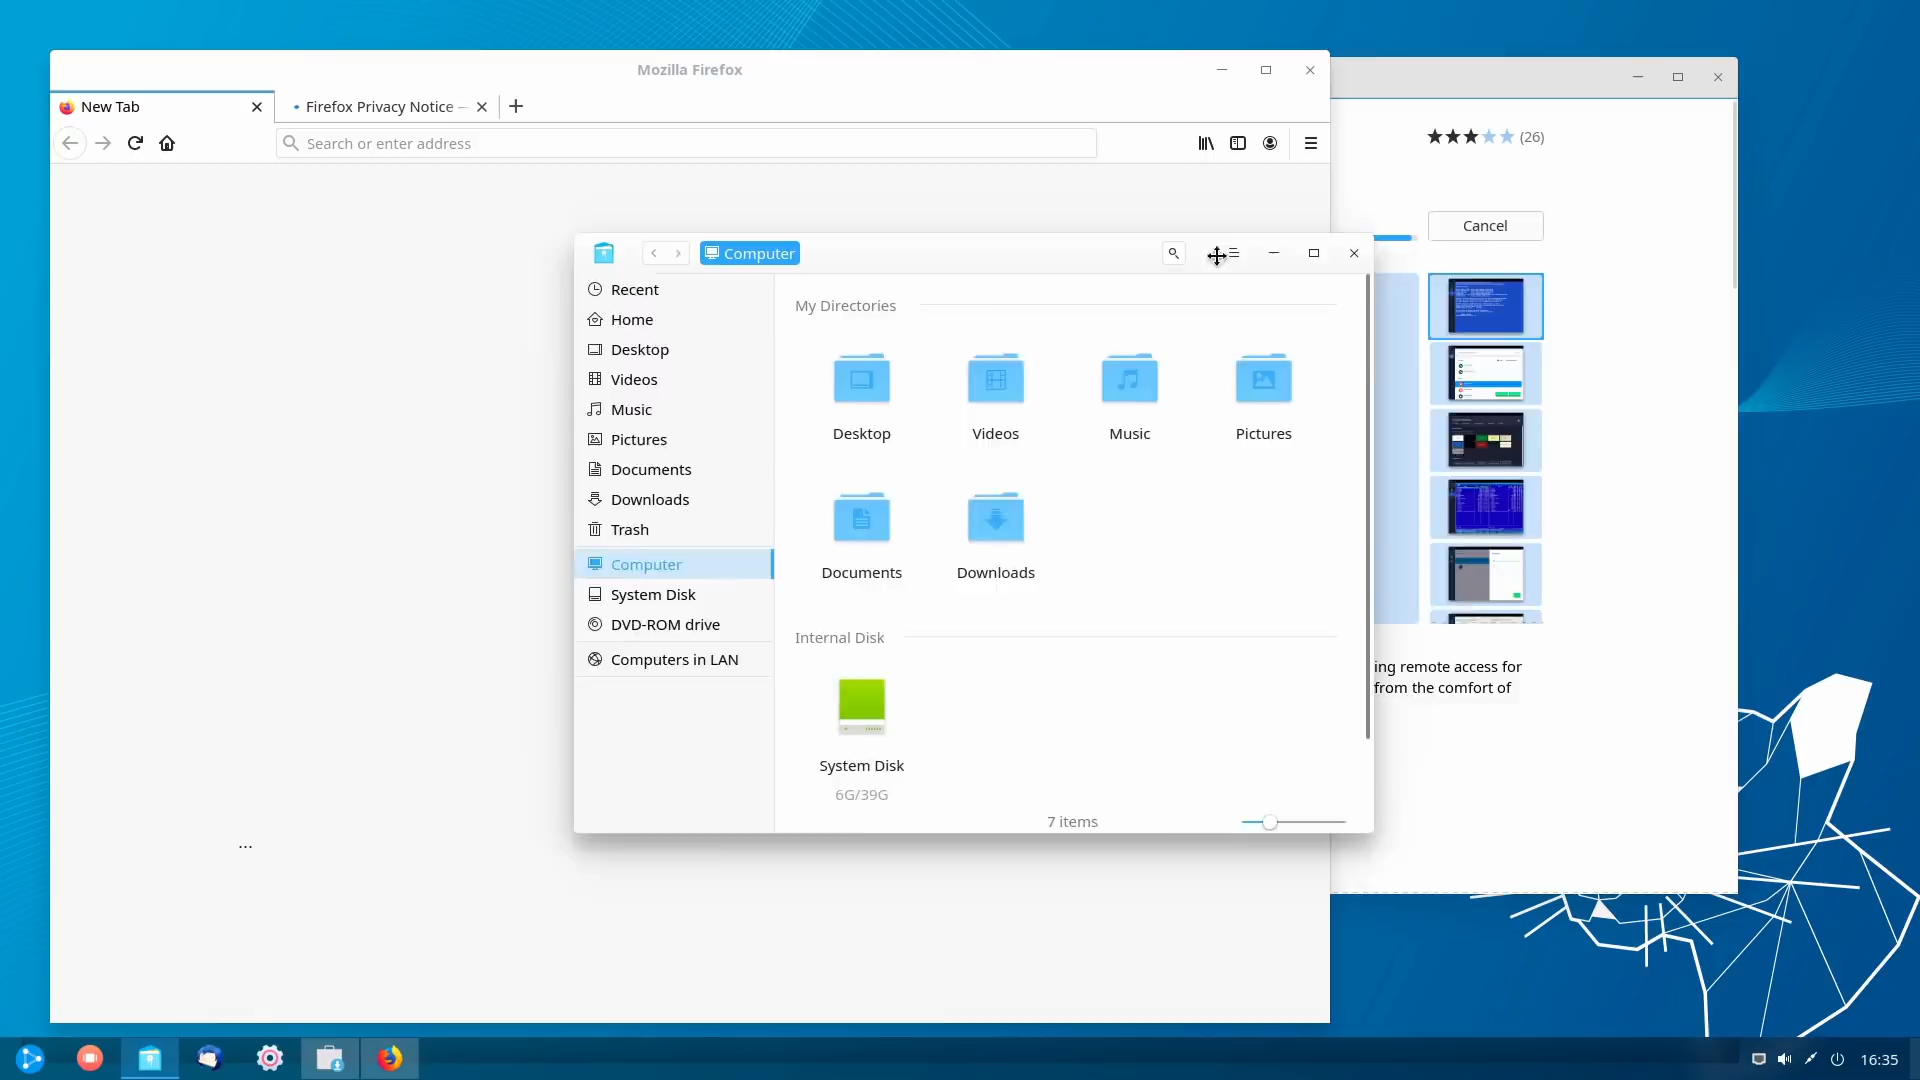 Mozilla Firefox
New Tab
Firefox Privacy Notice —
Search or enter address
(26)
Cancel
Computer
Recent
Home
Desktop
Videos
Music
Pictures
Documents
Downloads
Trash
Computer
System Disk
DVD-ROM drive
Computers in LAN
My Directories
Desktop
Videos
Music
Pictures
Documents
Downloads
Internal Disk
System Disk
6G/39G
7 items
ing remote access for
from the comfort of
...
16:35